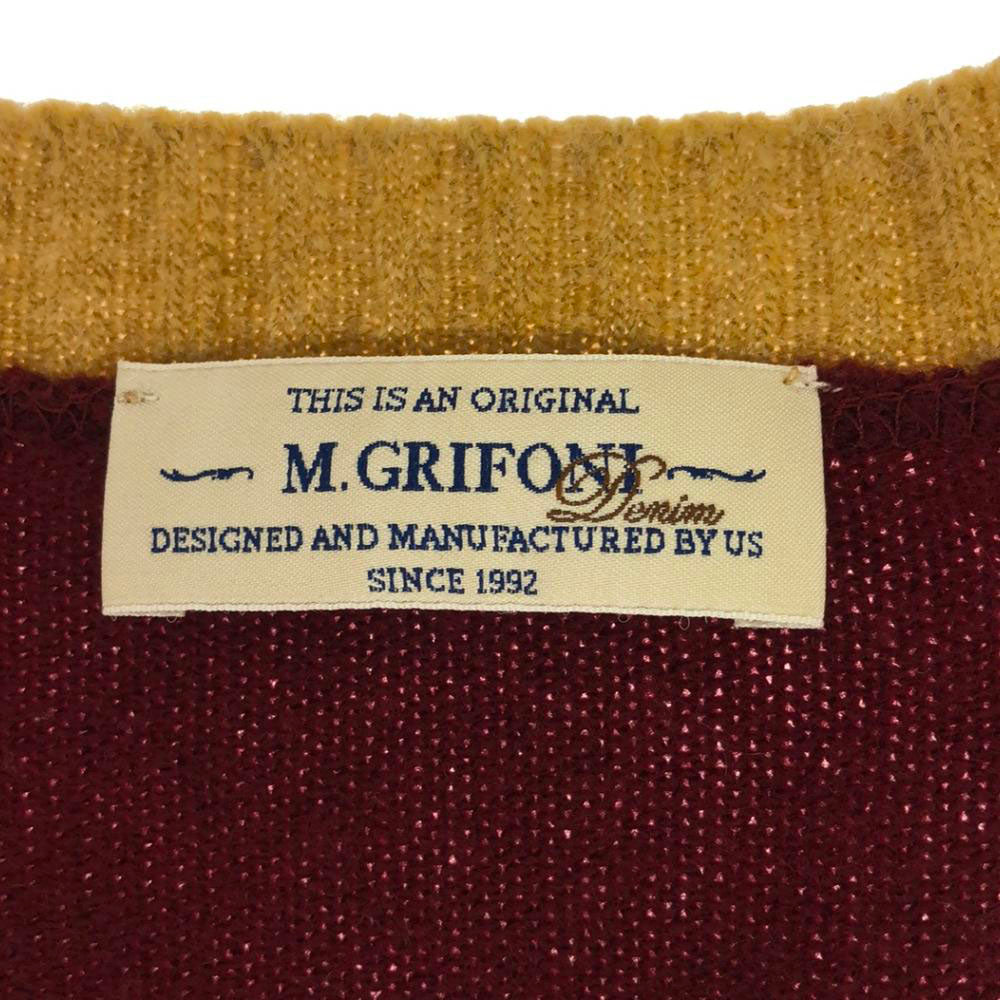 THIS IS AN ORIGINAL
M. GRIFONI
Denim
DESIGNED AND MANUFACTURED BY US
SINCE 1992